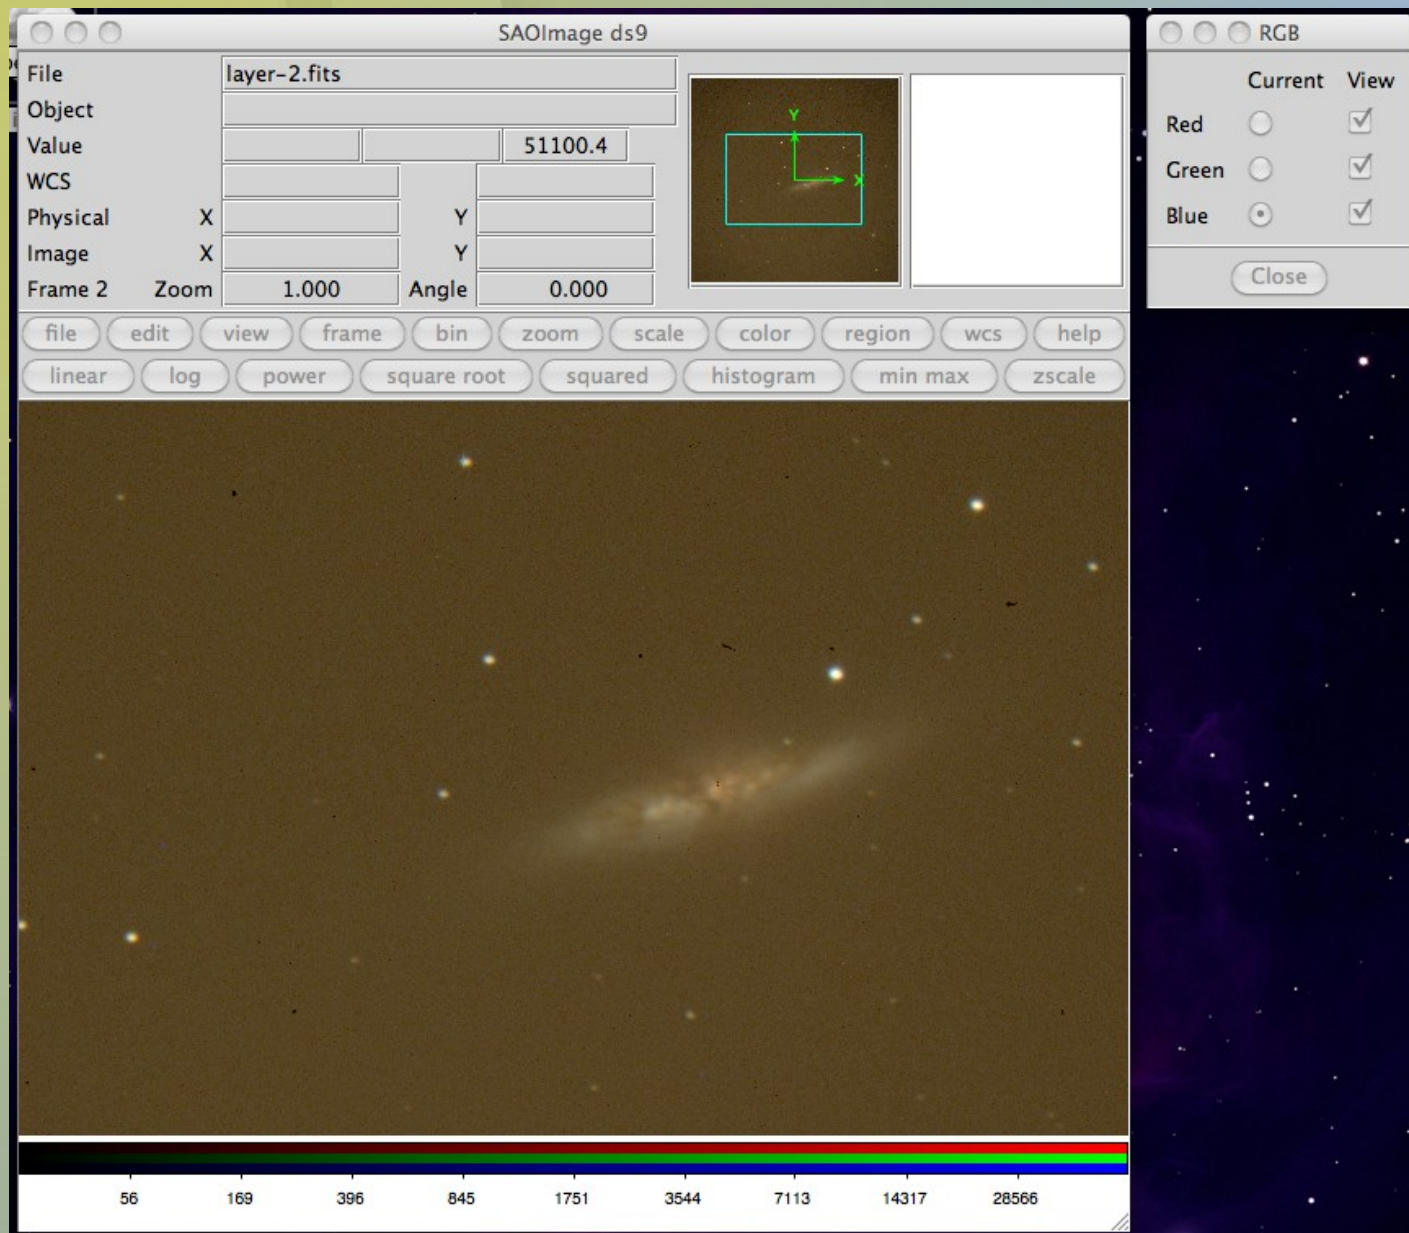 SAOImage ds9
File layer-2.fits
Object
Value 51100.4
WCS
Physical X Y
Image X Y
Frame 2 Zoom 1.000 Angle 0.000
Y
X
file edit view frame bin zoom scale color region wcs help
linear log power square root squared histogram min max zscale
56 169 396 845 1751 3544 7113 14317 28566
RGB
Current View
Red
Green
Blue
Close